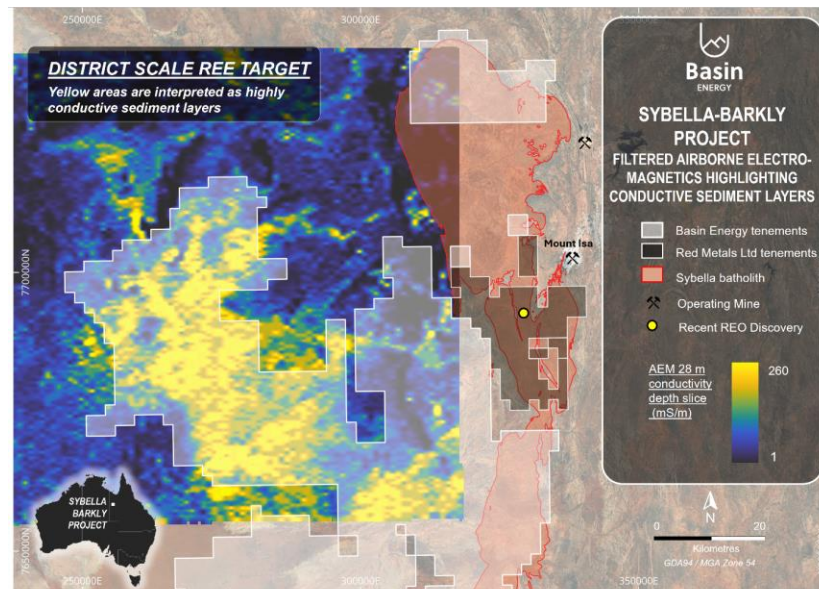 250000E
300000E
350000E
DISTRICT SCALE REE TARGET
Yellow areas are interpreted as highly
conductive sediment layers
Basin
ENERGY
SYBELLA-BARKLY
PROJECT
FILTERED AIRBORNE ELECTRO-
MAGNETICS HIGHLIGHTING
CONDUCTIVE SEDIMENT LAYERS
Basin Energy tenements
Red Metals Ltd tenements
Sybella batholith
Operating Mine
Recent REO Discovery
AEM 28 m
conductivity
depth slice
(mS/m)
260
1
Mount Isa
7700000N
7650000N
SYBELLA
BARKLY
PROJECT
N
0
20
Kilometres
GDA94 / MGA Zone 54
250000E
300000E
350000E